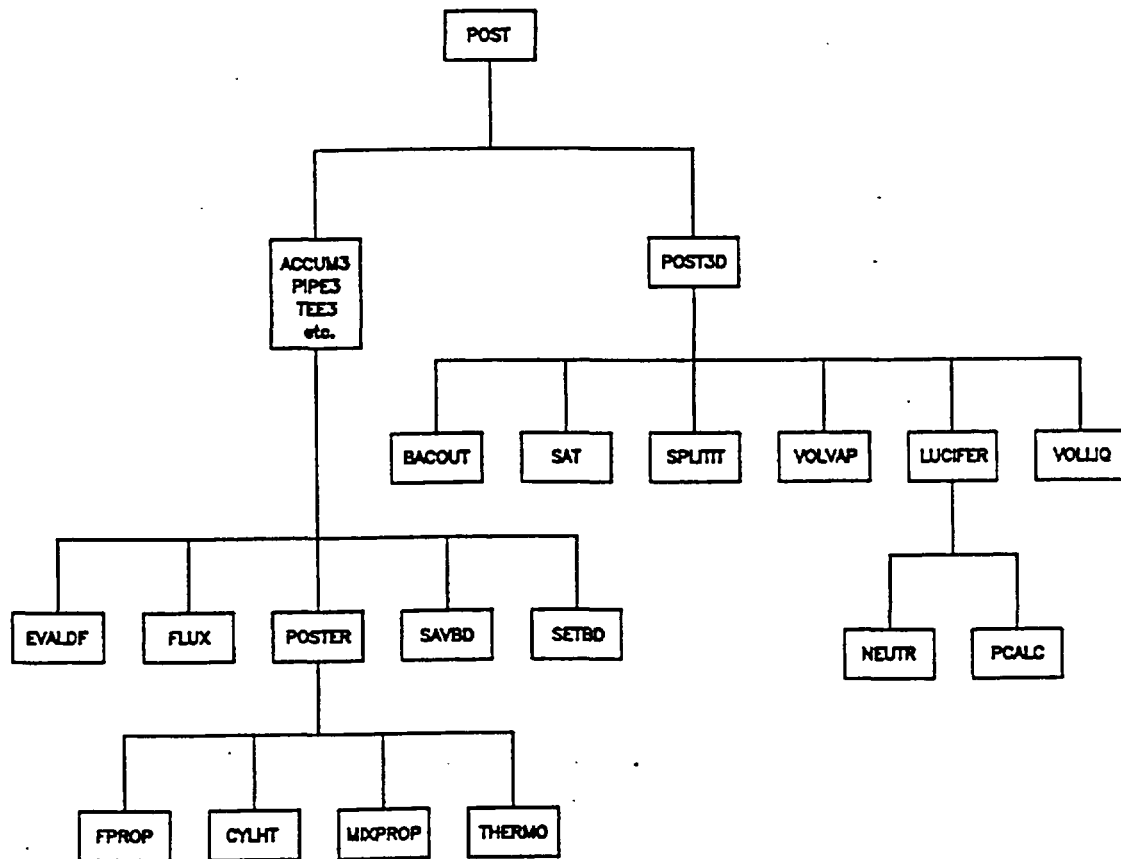 POST
ACCUM3
PIPE3
TEE3
etc.
POST3D
BACOUT
SAT
SPLITIT
VOLVAP
LUCIFER
VOLLIQ
EVALDF
FLUX
POSTER
SAVBD
SETBD
NEUTR
PCALC
FPROP
CYLHT
MIXPROP
THERMO